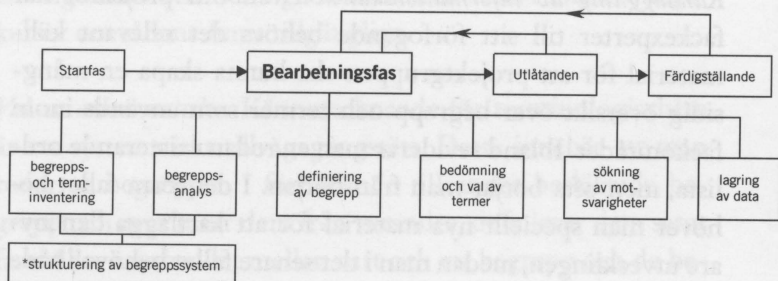 Startfas
Bearbetningsfas
Utlåtanden
Färdigställande
begrepps-
och term
inventering
begrepps-
analys
definiering
av begrepp
bedömning
och val av
termer
sökning
av mot-
svarigheter
lagring
av data
*strukturering av begreppssystem